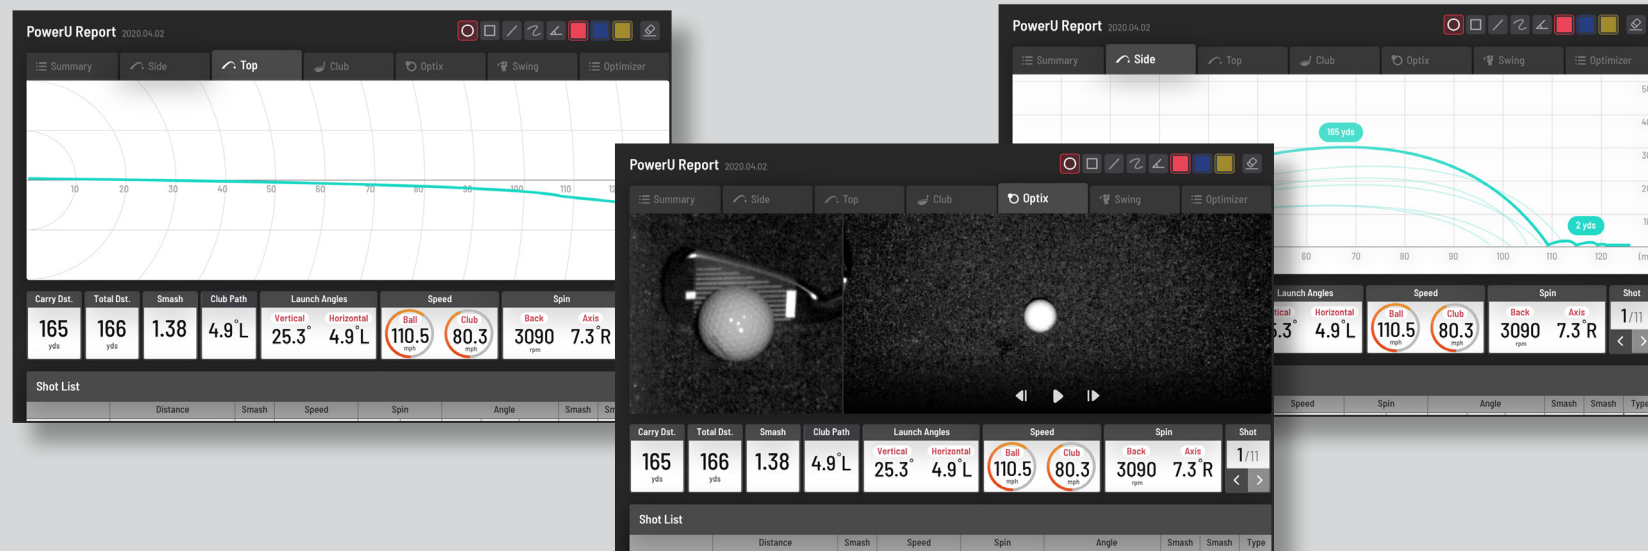 PowerU Report 2020.04.02
Summary Side Top Club Optix Swing Optimizer
10 20 30 40 50 60 70 80 90 100 110
Carry Dst. Total Dst. Smash Club Path Launch Angles Speed Spin
Vertical Horizontal Ball Club Back Axis
165 166 1.38 4.9°L 25.3° 4.9°L 110.5 80.3 3090 7.3°R
yds yds mph mph rpm
Shot List
Distance Smash Speed Spin Angle Smash
PowerU Report 2020.04.02
Summary Side Top Club Optix Swing Optimizer
Carry Dst. Total Dst. Smash Club Path Launch Angles Speed Spin Shot
Vertical Horizontal Ball Club Back Axis
165 166 1.38 4.9°L 25.3° 4.9°L 110.5 80.3 3090 7.3°R 1/11
yds yds mph mph rpm
Shot List
Distance Smash Speed Spin Angle Smash Smash Type
PowerU Report 2020.04.02
Summary Side Top Club Optix Swing Optimizer
165 yds
2 yds
60 70 80 90 100 110 120
Launch Angles Speed Spin Shot
Horizontal Ball Club Back Axis
4.9°L 110.5 80.3 3090 7.3°R 1/11
mph mph rpm
Speed Spin Angle Smash Smash Type